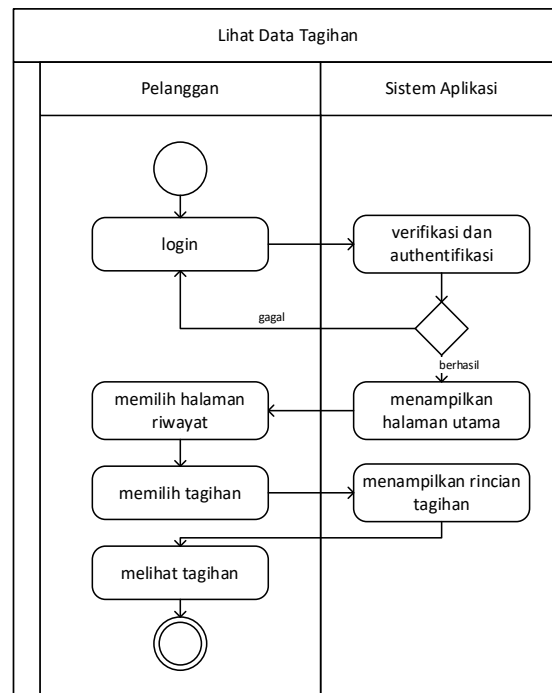 Lihat Data Tagihan
Pelanggan
Sistem Aplikasi
login
verifikasi dan
authentifikasi
gagal
berhasil
menampilkan
halaman utama
memilih halaman
riwayat
memilih tagihan
menampilkan rincian
tagihan
melihat tagihan